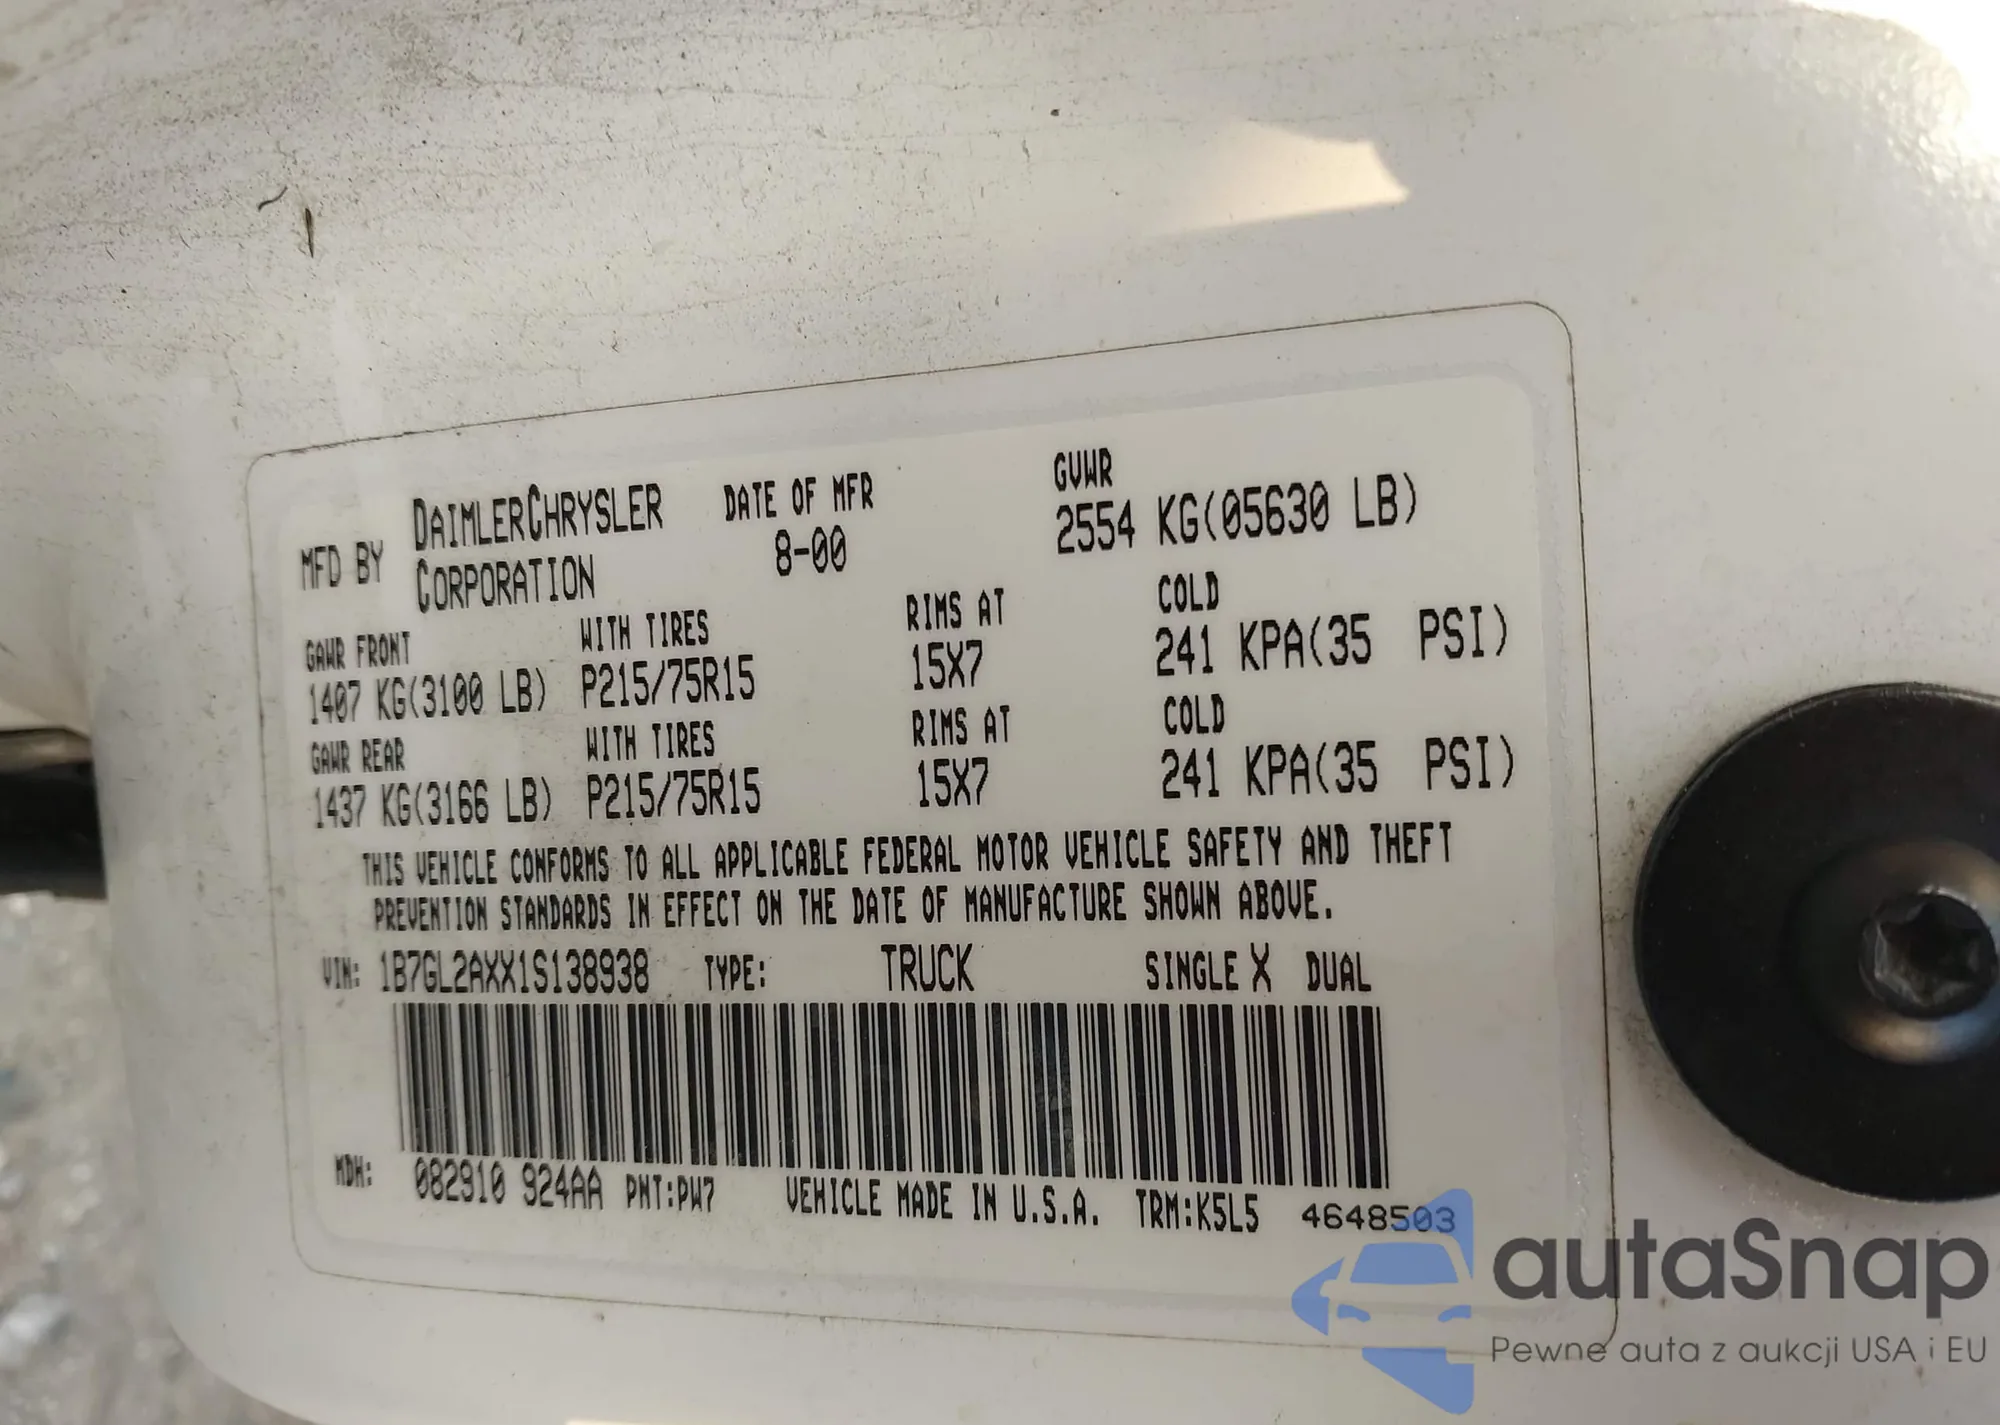 MFD BY DAIMLERCHRYSLER CORPORATION
DATE OF MFR
8-00
GVWR
2554 KG(05630 LB)
GAWR FRONT WITH TIRES RIMS AT COLD
1407 KG(3100 LB) P215/75R15 15X7 241 KPA(35 PSI)
GAWR REAR WITH TIRES RIMS AT COLD
1437 KG(3166 LB) P215/75R15 15X7 241 KPA(35 PSI)
THIS VEHICLE CONFORMS TO ALL APPLICABLE FEDERAL MOTOR VEHICLE SAFETY AND THEFT
PREVENTION STANDARDS IN EFFECT ON THE DATE OF MANUFACTURE SHOWN ABOVE.
VIN: 1B7GL2AXX1S138938 TYPE: TRUCK SINGLE X DUAL
MDH: 082910 924AA PNT:PW7 VEHICLE MADE IN U.S.A. TRM:K5L5 4648503
autaSnap
Pewne auta z aukcji USA i EU